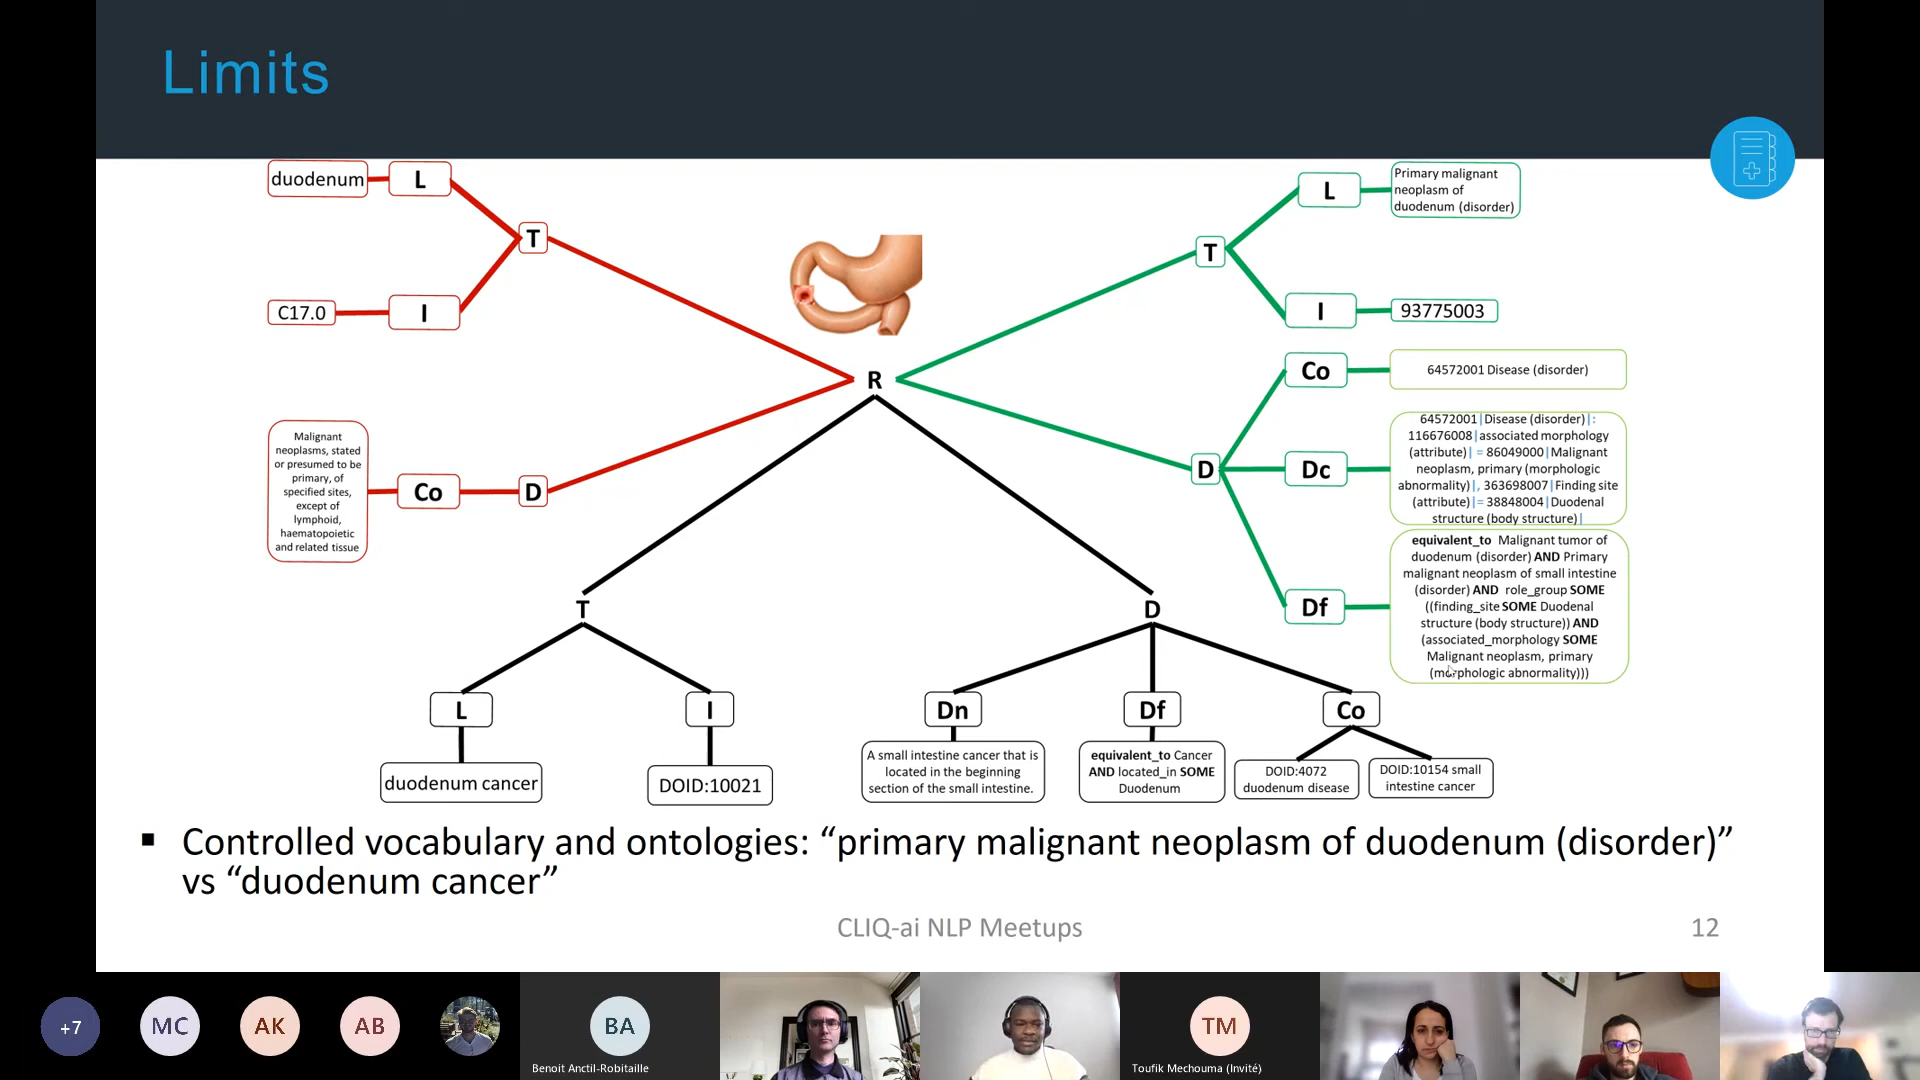 Limits
duodenum
L
T
C17.0
I
Malignant
neoplasms, stated
or presumed to be
primary, of
specified sites,
except of
lymphoid,
haematopoietic
and related tissue
Co
D
R
T
L
Primary malignant
neoplasm of
duodenum (disorder)
I
93775003
D
Co
64572001 Disease (disorder)
Dc
64572001|Disease (disorder)|:
116676008|associated morphology
(attribute)| = 86049000|Malignant
neoplasm, primary (morphologic
abnormality)|, 363698007|Finding site
(attribute)|= 38848004|Duodenal
structure (body structure)|
Df
equivalent_to Malignant tumor of
duodenum (disorder) AND Primary
malignant neoplasm of small intestine
(disorder) AND role_group SOME
((finding_site SOME Duodenal
structure (body structure)) AND
(associated_morphology SOME
Malignant neoplasm, primary
(morphologic abnormality)))
T
D
L
I
Dn
Df
Co
duodenum cancer
DOID:10021
A small intestine cancer that is
located in the beginning
section of the small intestine.
equivalent_to Cancer
AND located_in SOME
Duodenum
DOID:4072
duodenum disease
DOID:10154 small
intestine cancer
▪ Controlled vocabulary and ontologies: “primary malignant neoplasm of duodenum (disorder)”
vs “duodenum cancer”
CLIQ-ai NLP Meetups
12
+7
MC
AK
AB
BA
Benoit Anctil-Robitaille
TM
Toufik Mechouma (Invité)